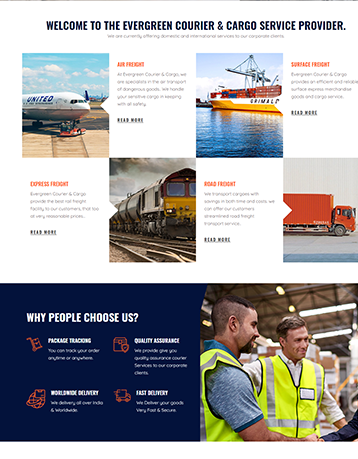 WELCOME TO THE EVERGREEN COURIER & CARGO SERVICE PROVIDER.
We are currently offering domestic and international services to our corporate clients
AIR FREIGHT
At Evergreen Courier & Cargo, we
are specialists in the air transport
of dangerous goods. We handle
your sensitive cargo in keeping
with all safety.
READ MORE
UNITED
SURFACE FREIGHT
Evergreen Courier & Cargo
provides an efficient and reliable
surface express merchandise
goods and cargo service.
READ MORE
GRIMALDI
EXPRESS FREIGHT
Evergreen Courier & Cargo
provide the best rail freight
facility to our customers, that too
at very reasonable prices.
READ MORE
ROAD FREIGHT
We transport cargoes with
savings in both time and costs. we
can offer our customers
streamlined road freight
transport service.
READ MORE
WHY PEOPLE CHOOSE US?
PACKAGE TRACKING
You can track your order
anytime or anywhere.
QUALITY ASSURANCE
We provide give you
quality assurance courier
Services to our corporate
clients.
WORLDWIDE DELIVERY
We delivery all over India
& Worldwide.
FAST DELIVERY
We Deliver your goods
Very Fast & Secure.